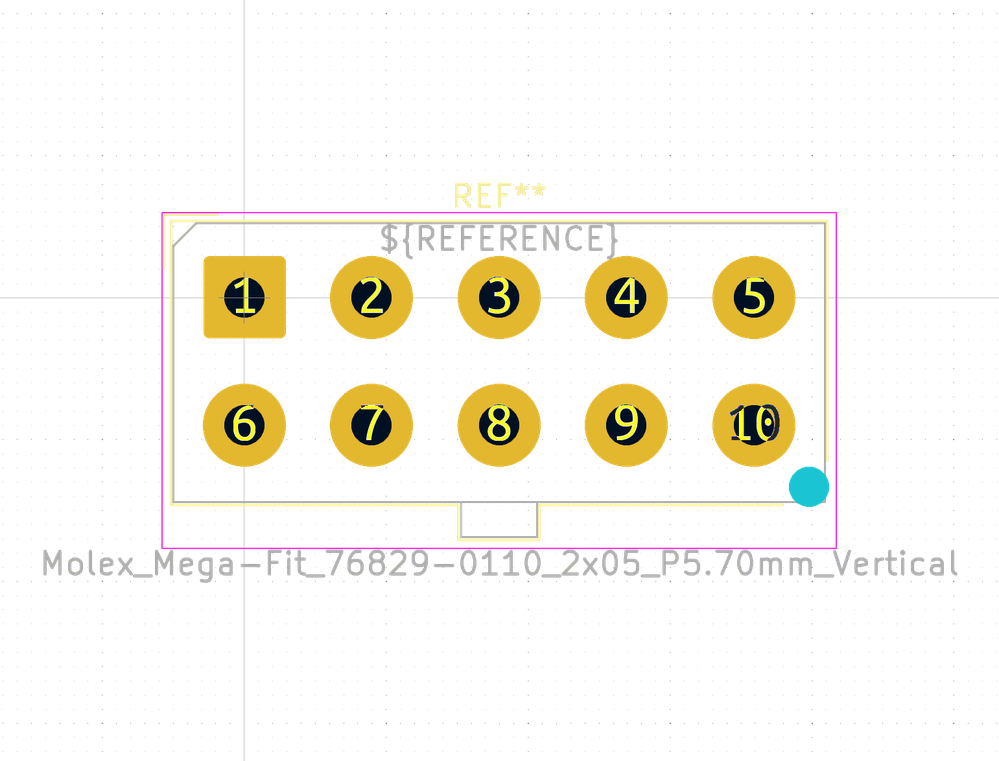 REF**
${REFERENCE}
1 2 3 4 5
6 7 8 9 10
Molex_Mega-Fit_76829-0110_2x05_P5.70mm_Vertical